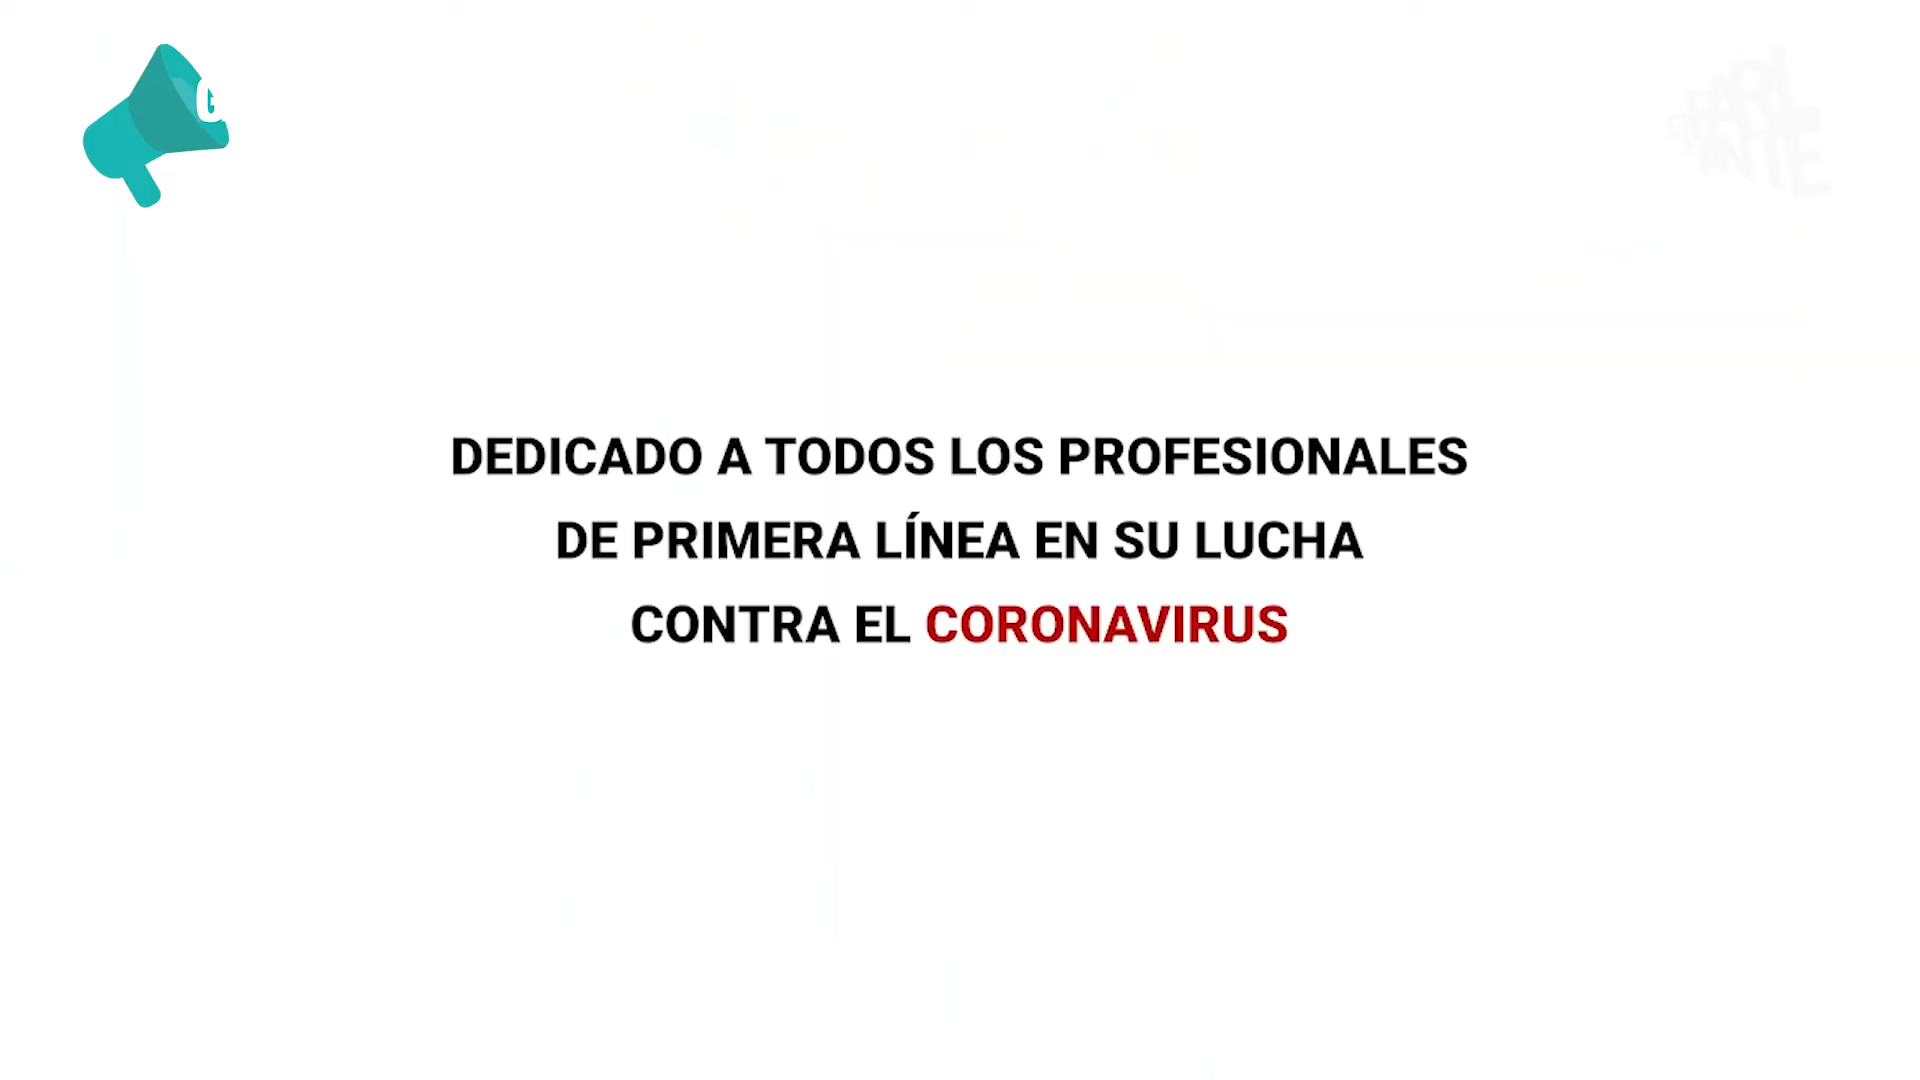 G
DEDICADO A TODOS LOS PROFESIONALES
DE PRIMERA LÍNEA EN SU LUCHA
CONTRA EL CORONAVIRUS